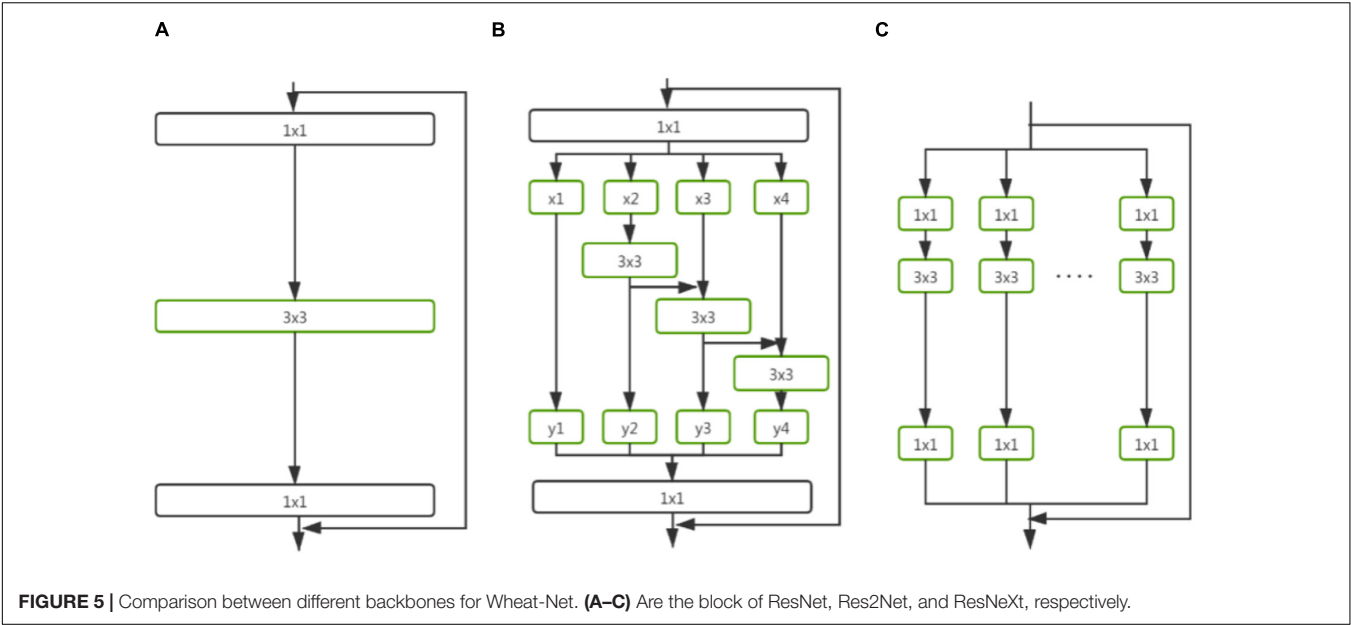 A B C
1x1
3x3
1x1
1x1
x1 x2 x3 x4
3x3
3x3
3x3
y1 y2 y3 y4
1x1
1x1 1x1 1x1
3x3 3x3 .... 3x3
1x1 1x1 1x1
FIGURE 5 | Comparison between different backbones for Wheat-Net. (A–C) Are the block of ResNet, Res2Net, and ResNeXt, respectively.